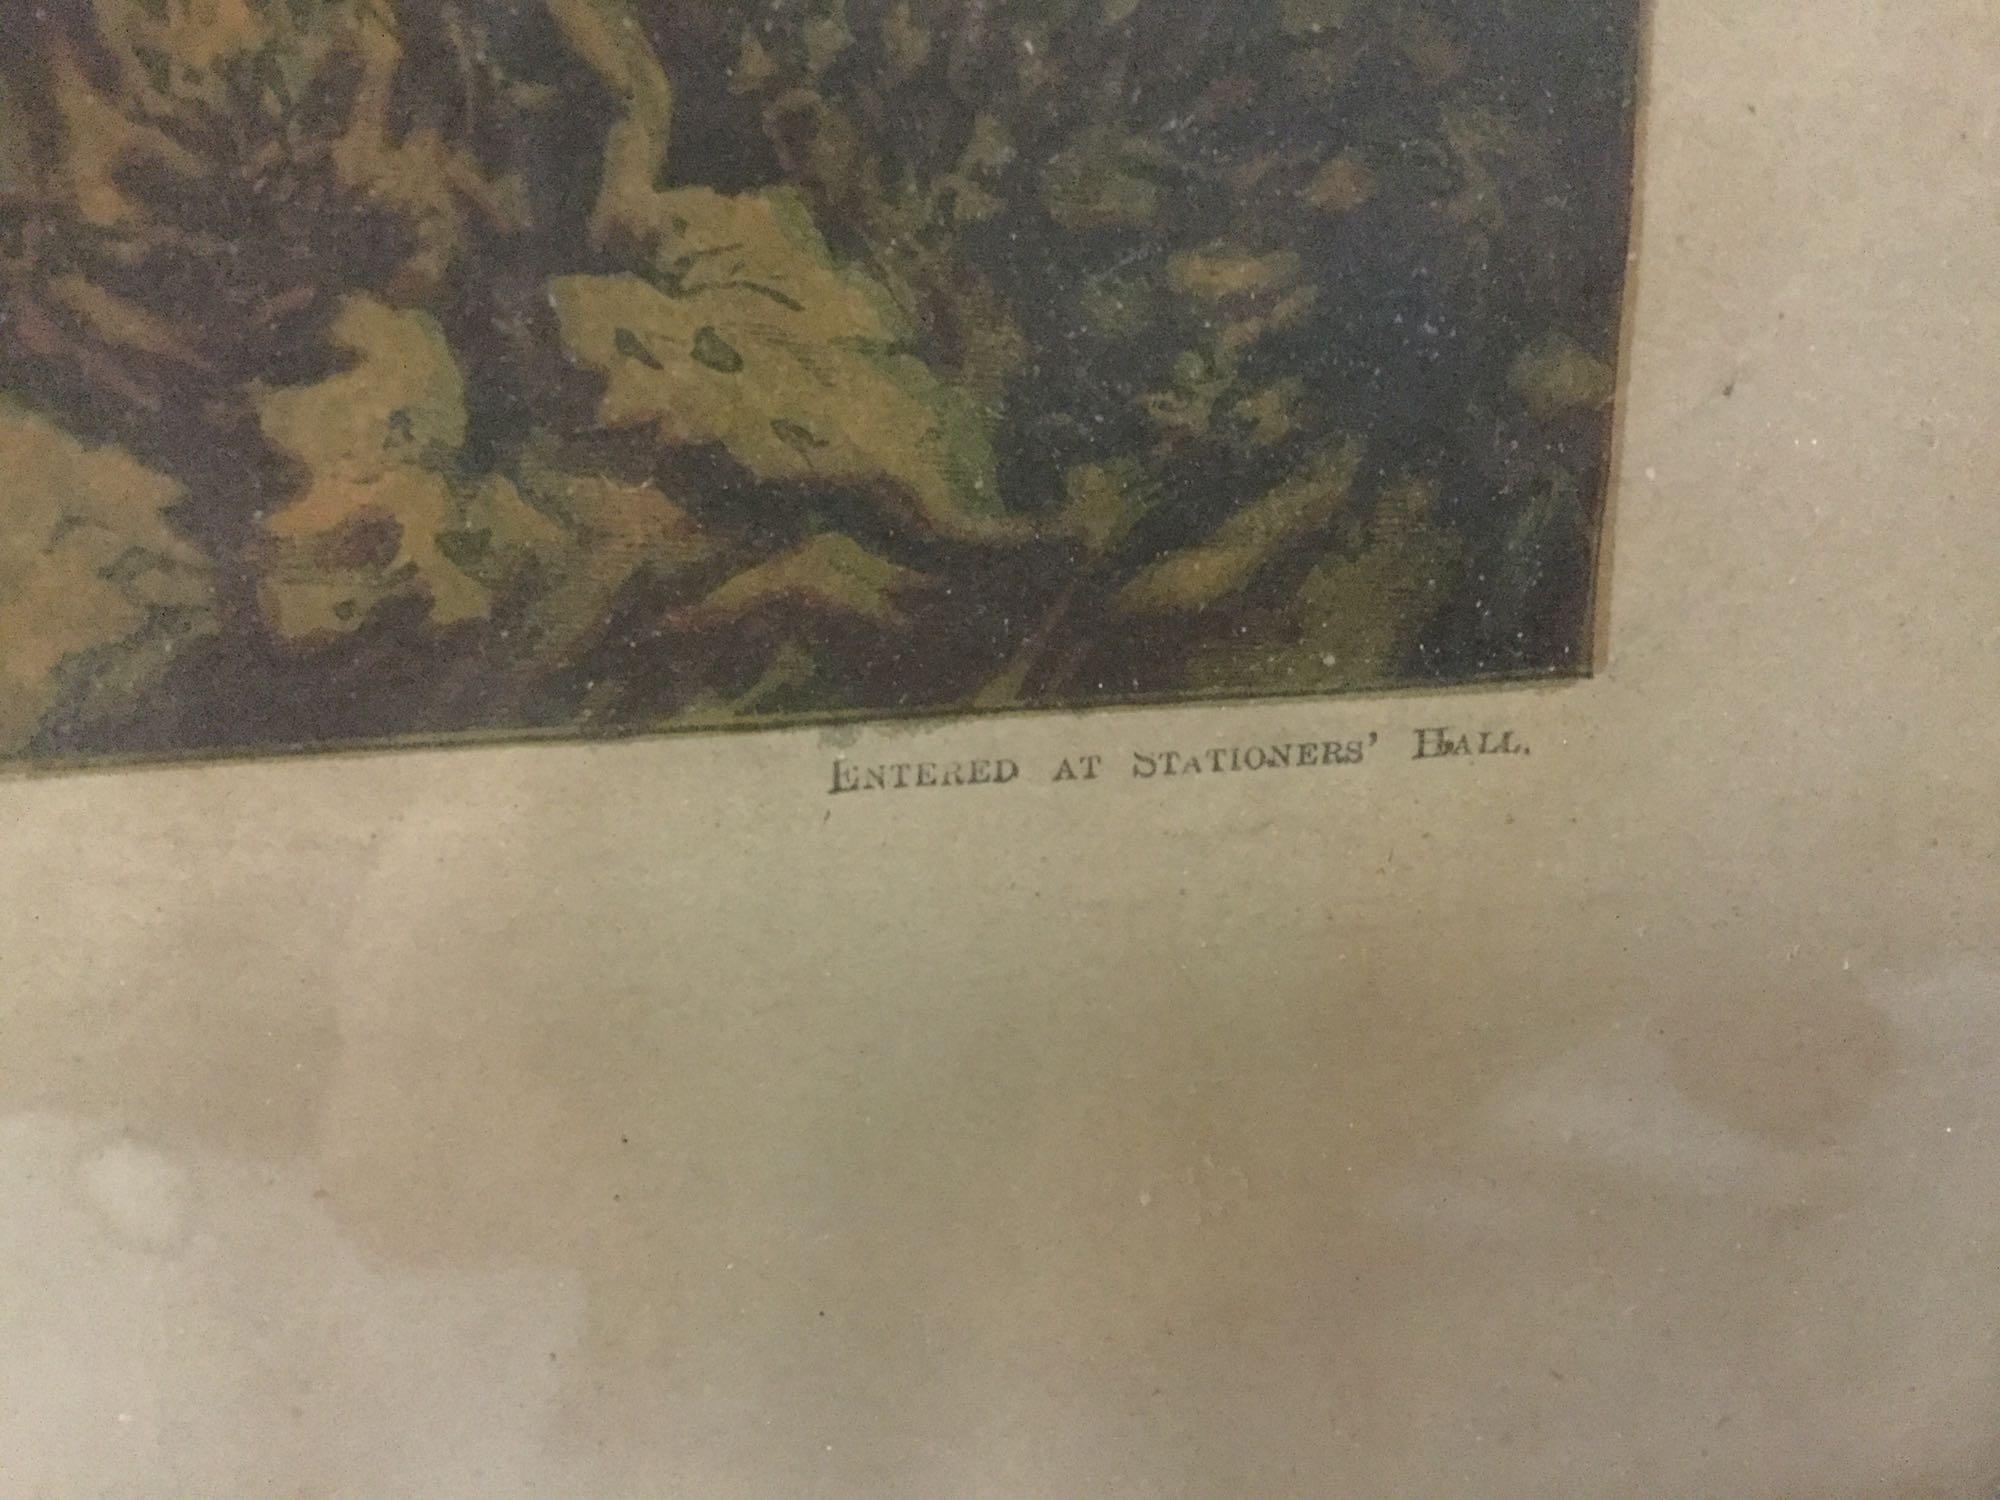 ENTERED AT STATIONERS' HALL.